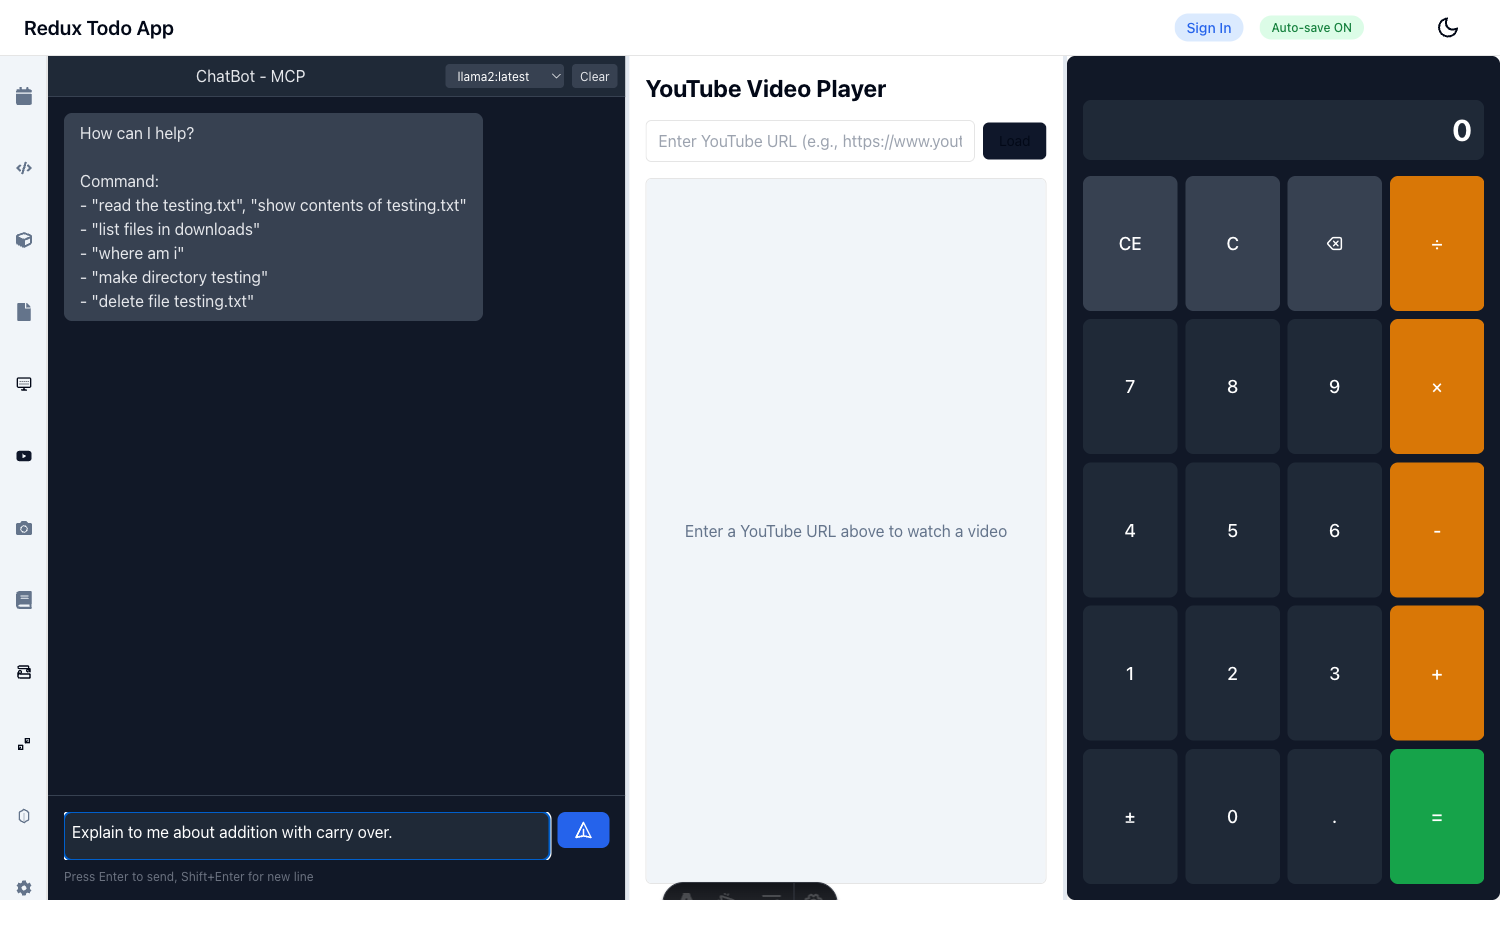 Redux Todo App
Sign In
Auto-save ON
ChatBot - MCP
llama2:latest
Clear
How can I help?
Command:
- "read the testing.txt", "show contents of testing.txt"
- "list files in downloads"
- "where am i"
- "make directory testing"
- "delete file testing.txt"
Explain to me about addition with carry over.
Press Enter to send, Shift+Enter for new line
YouTube Video Player
Enter YouTube URL (e.g., https://www.yout
Load
Enter a YouTube URL above to watch a video
0
CE C ÷
7 8 9 ×
4 5 6 -
1 2 3 +
± 0 . =